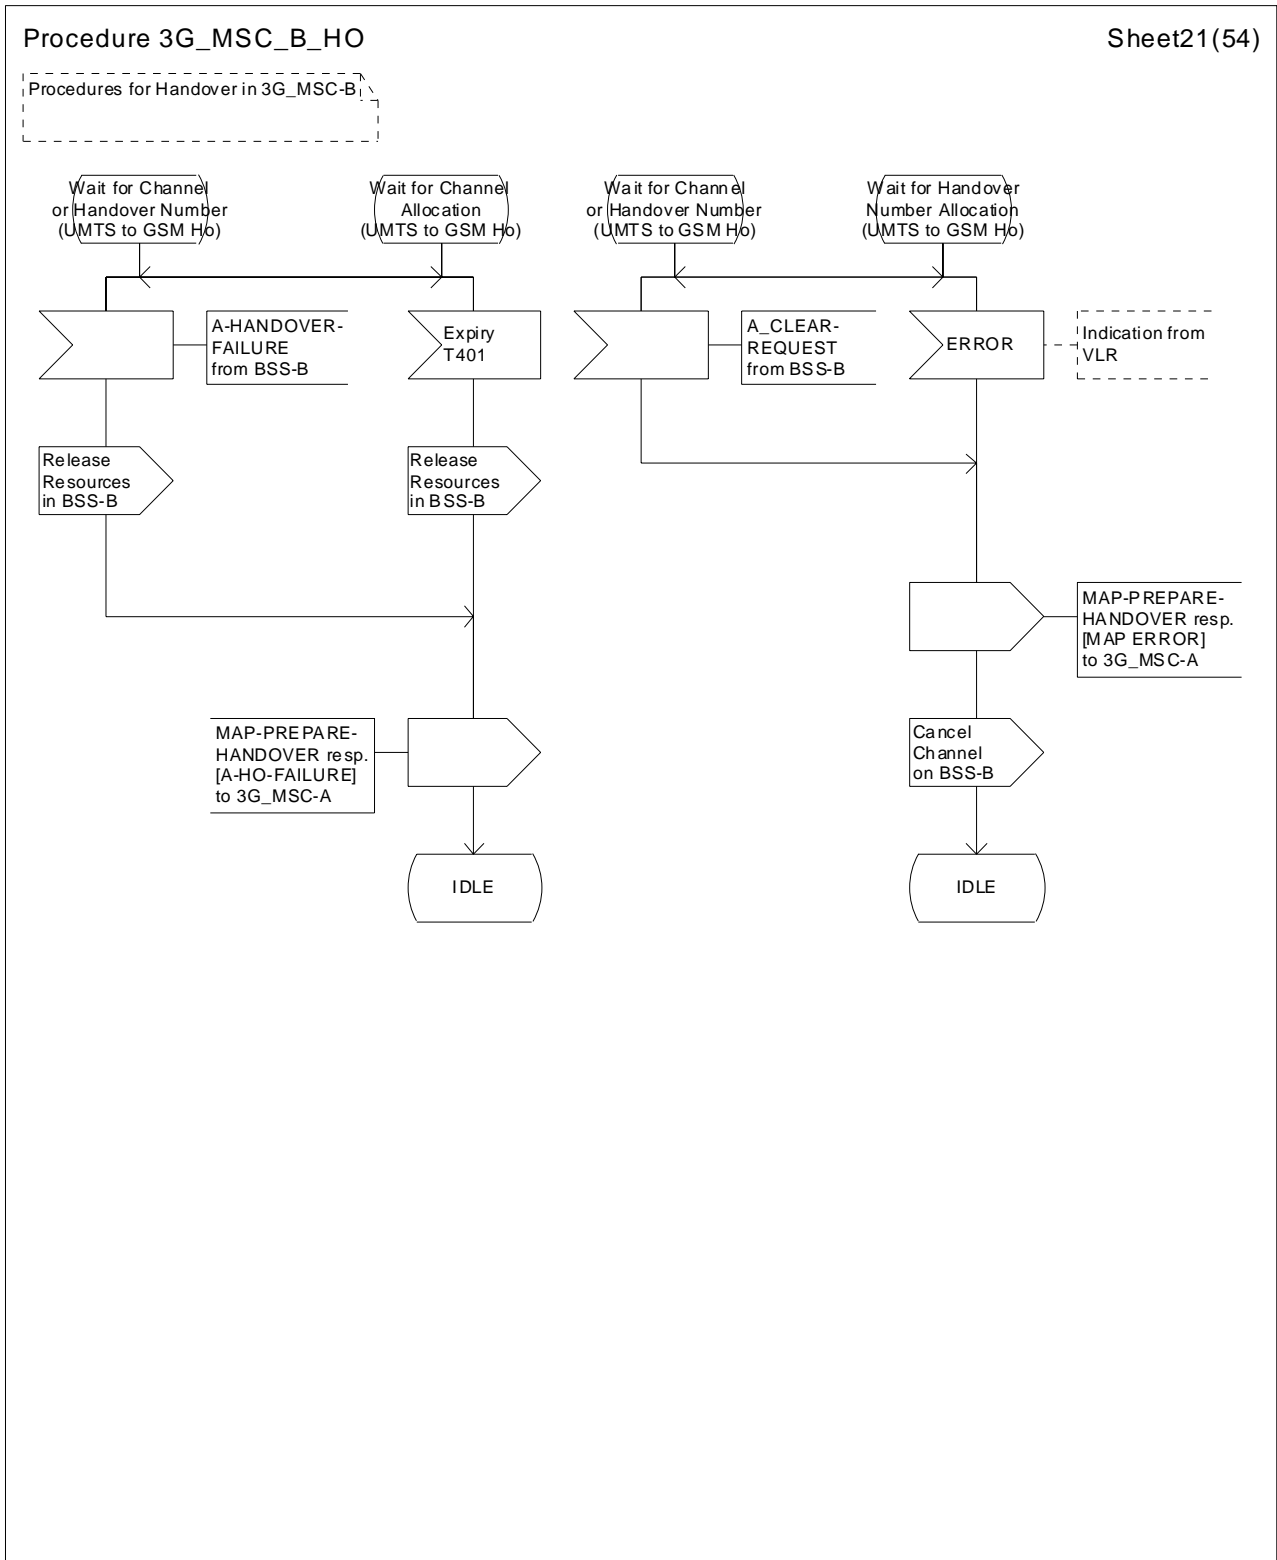 Procedure 3G_MSC_B_HO
Sheet21(54)
Procedures for Handover in 3G_MSC-B
Wait for Channel
or Handover Number
(UMTS to GSM Ho)
Wait for Channel
Allocation
(UMTS to GSM Ho)
Wait for Channel
or Handover Number
(UMTS to GSM Ho)
Wait for Handover
Number Allocation
(UMTS to GSM Ho)
A-HANDOVER-
FAILURE
from BSS-B
Expiry
T401
A_CLEAR-
REQUEST
from BSS-B
ERROR
Indication from
VLR
Release
Resources
in BSS-B
Release
Resources
in BSS-B
MAP-PREPARE-
HANDOVER resp.
[MAP ERROR]
to 3G_MSC-A
MAP-PREPARE-
HANDOVER resp.
[A-HO-FAILURE]
to 3G_MSC-A
Cancel
Channel
on BSS-B
IDLE
IDLE